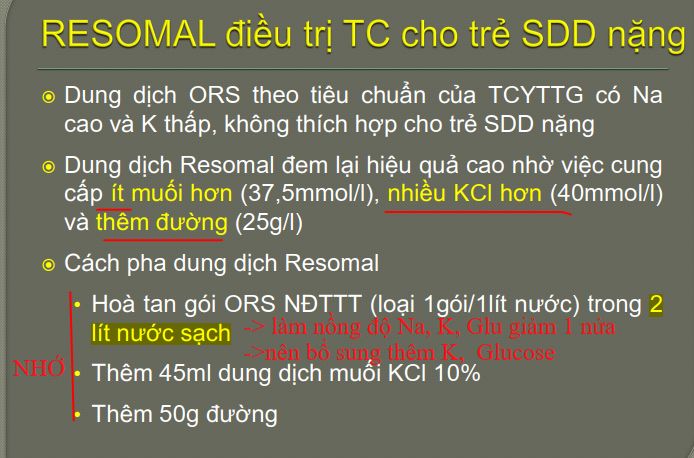 RESOMAL điều trị TC cho trẻ SDD nặng
Dung dịch ORS theo tiêu chuẩn của TCYTTG có Na
cao và K thấp, không thích hợp cho trẻ SDD nặng
Dung dịch Resomal đem lại hiệu quả cao nhờ việc cung
cấp ít muối hơn (37,5mmol/l), nhiều KCl hơn (40mmol/l)
và thêm đường (25g/l)
Cách pha dung dịch Resomal
Hoà tan gói ORS NĐTTT (loại 1gói/1lít nước) trong 2
lít nước sạch -> làm nồng độ Na, K, Glu giảm 1 nửa
->nên bổ sung thêm K, Glucose
NHỚ
Thêm 45ml dung dịch muối KCl 10%
Thêm 50g đường